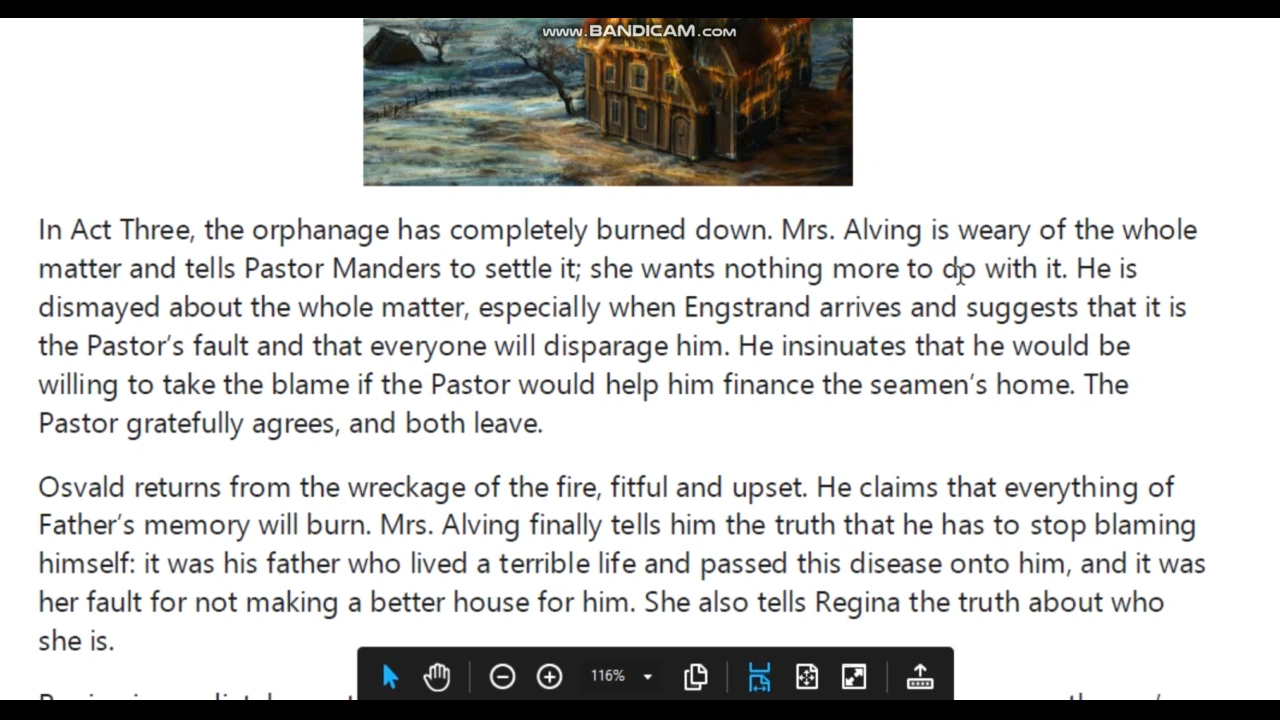 www.BANDICAM.com
In Act Three, the orphanage has completely burned down. Mrs. Alving is weary of the whole
matter and tells Pastor Manders to settle it; she wants nothing more to do with it. He is
dismayed about the whole matter, especially when Engstrand arrives and suggests that it is
the Pastor’s fault and that everyone will disparage him. He insinuates that he would be
willing to take the blame if the Pastor would help him finance the seamen’s home. The
Pastor gratefully agrees, and both leave.
Osvald returns from the wreckage of the fire, fitful and upset. He claims that everything of
Father’s memory will burn. Mrs. Alving finally tells him the truth that he has to stop blaming
himself: it was his father who lived a terrible life and passed this disease onto him, and it was
her fault for not making a better house for him. She also tells Regina the truth about who
she is.
116%